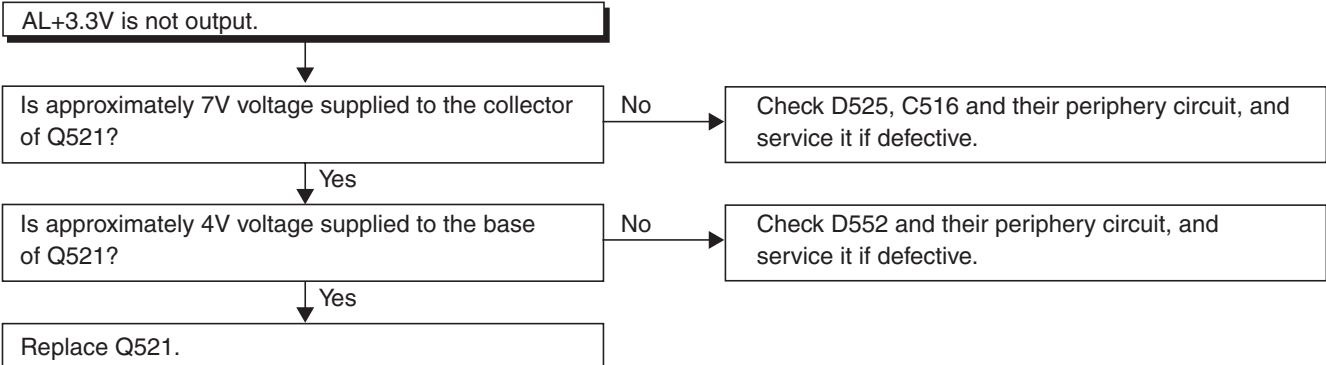 AL+3.3V is not output.
Is approximately 7V voltage supplied to the collector
of Q521?
No
Check D525, C516 and their periphery circuit, and
service it if defective.
Yes
Is approximately 4V voltage supplied to the base
of Q521?
No
Check D552 and their periphery circuit, and
service it if defective.
Yes
Replace Q521.